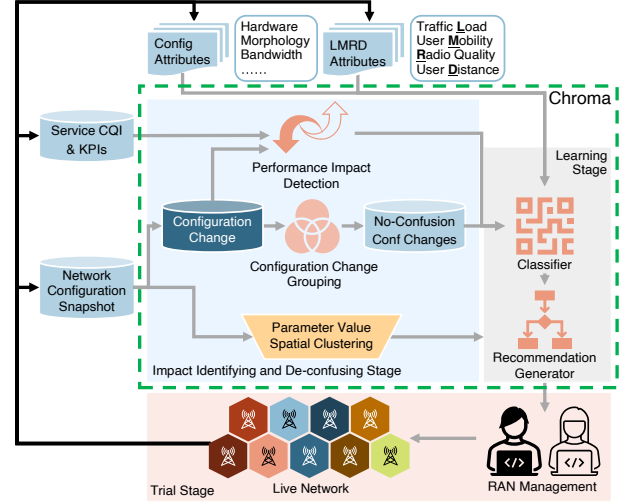 Config
Attributes
Hardware
Morphology
Bandwidth
......
LMRD
Attributes
Traffic Load
User Mobility
Radio Quality
User Distance
Chroma
Service CQI
& KPIs
Performance Impact
Detection
Learning
Stage
Configuration
Change
Configuration Change
Grouping
No-Confusion
Conf Changes
Classifier
Network
Configuration
Snapshot
Parameter Value
Spatial Clustering
Impact Identifying and De-confusing Stage
Recommendation
Generator
Trial Stage
Live Network
RAN Management